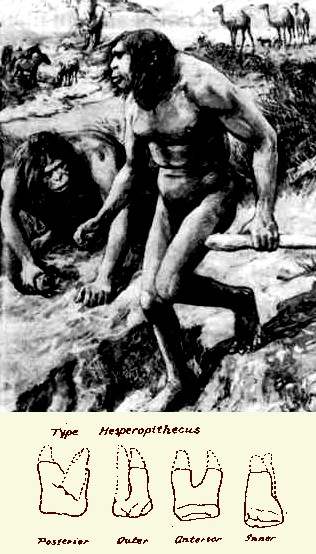 Type Hesperopithecus
Posterior Outer Anterior Inner